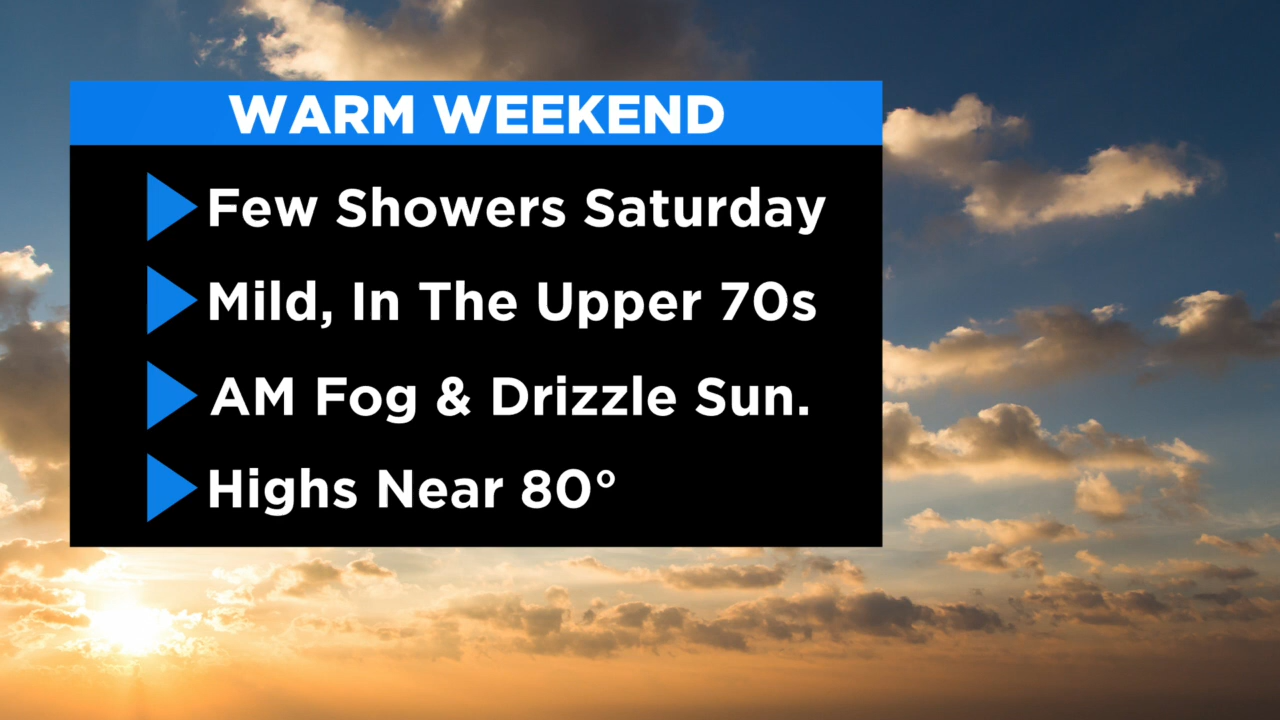 WARM WEEKEND
Few Showers Saturday
Mild, In The Upper 70s
AM Fog & Drizzle Sun.
Highs Near 80°